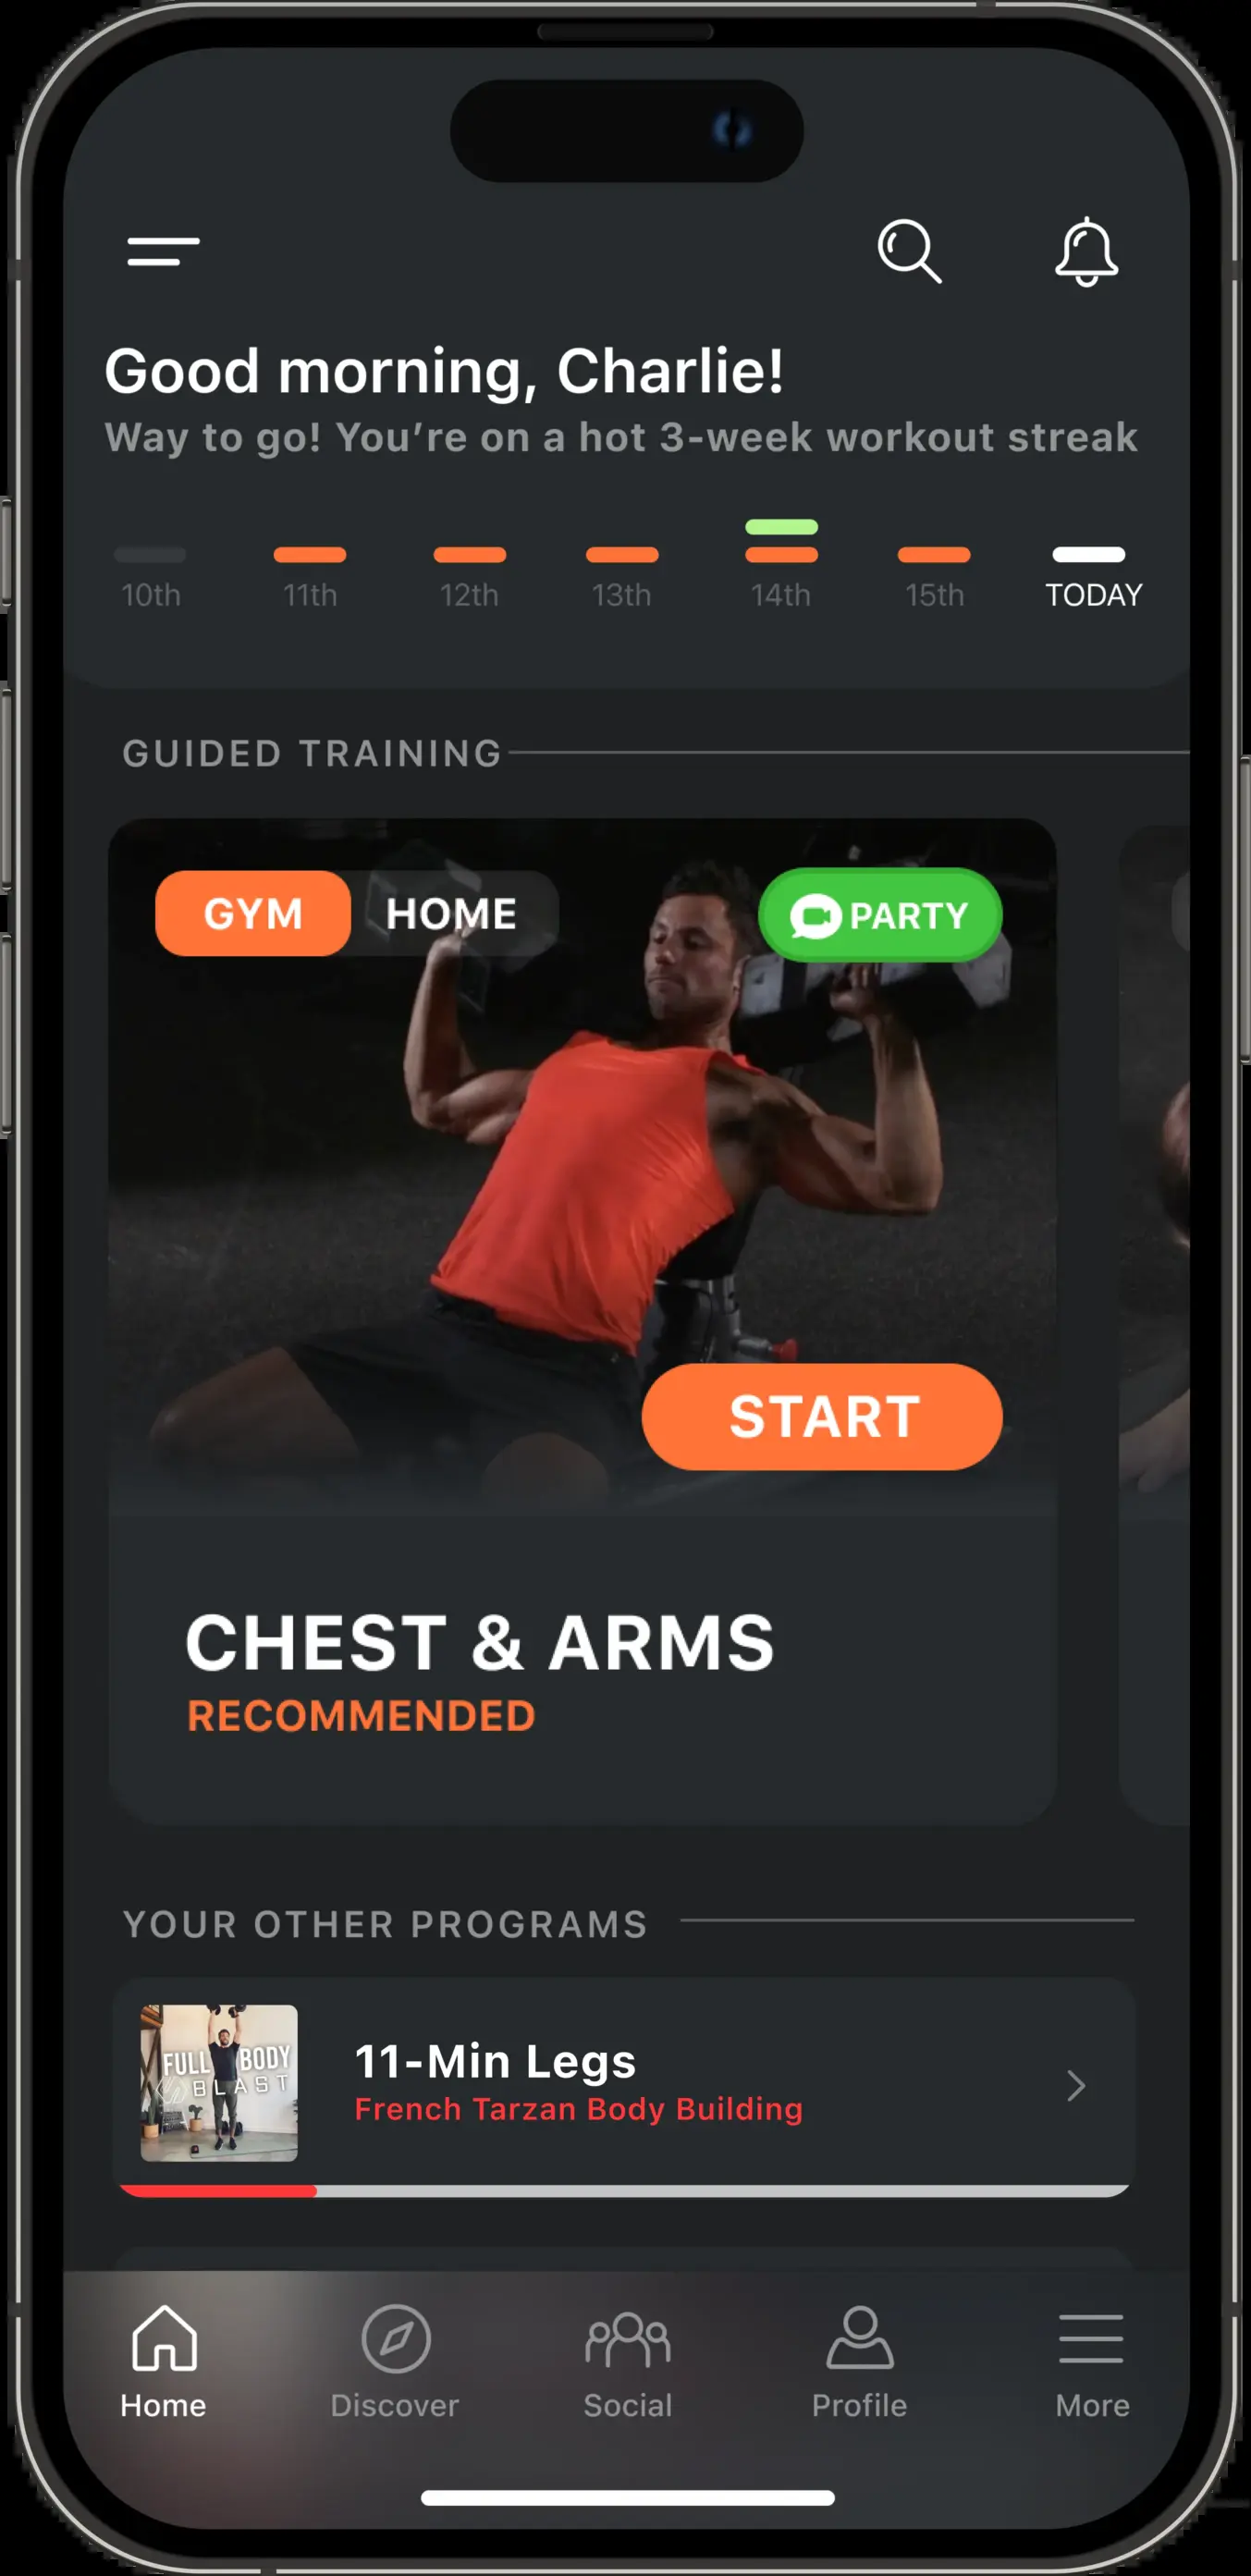 Good morning, Charlie!
Way to go! You’re on a hot 3-week workout streak
10th 11th 12th 13th 14th 15th TODAY
GUIDED TRAINING
GYM HOME PARTY
START
CHEST & ARMS
RECOMMENDED
YOUR OTHER PROGRAMS
FULL BODY
BLAST
11-Min Legs
French Tarzan Body Building
Home Discover Social Profile More